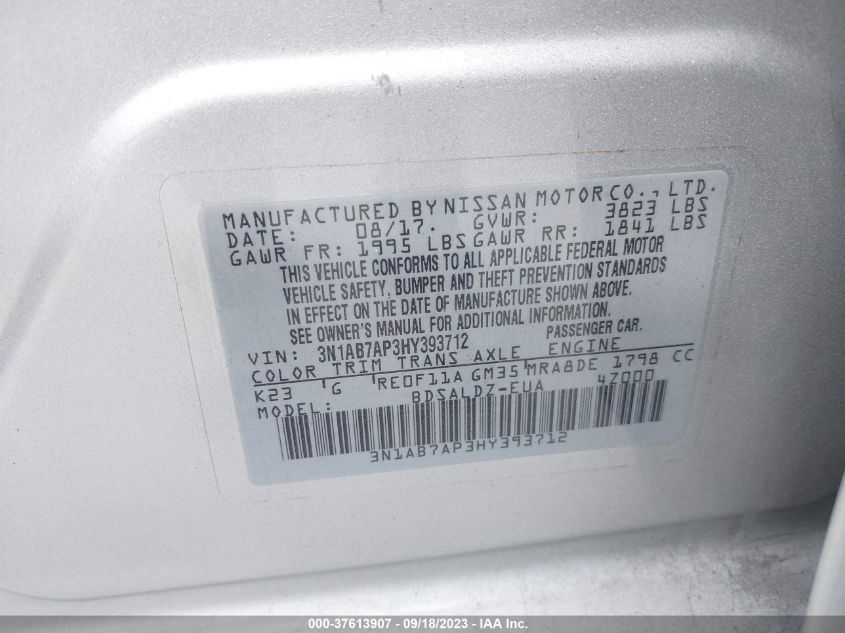 MANUFACTURED BY NISSAN MOTOR CO., LTD.
DATE: 08/17. GVWR: 3823 LBS
GAWR FR: 1995 LBS GAWR RR: 1841 LBS
THIS VEHICLE CONFORMS TO ALL APPLICABLE FEDERAL MOTOR
VEHICLE SAFETY, BUMPER AND THEFT PREVENTION STANDARDS
IN EFFECT ON THE DATE OF MANUFACTURE SHOWN ABOVE.
SEE OWNER'S MANUAL FOR ADDITIONAL INFORMATION.
VIN: 3N1AB7AP3HY393712 PASSENGER CAR.
COLOR TRIM TRANS AXLE ENGINE
K23 G RE0F11A GM35 MRA8DE 1798 CC
MODEL: BDSALDZ-EUA 4Z000
3N1AB7AP3HY393712
000-37613907 - 09/18/2023 - IAA Inc.